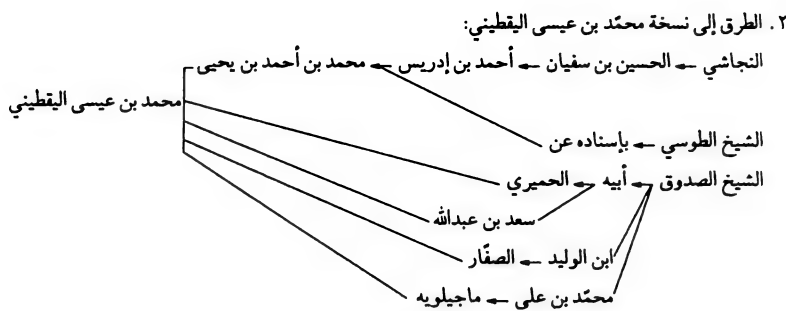 ٢. الطرق إلى نسخة محمّد بن عيسى اليقطيني:
النجاشي ← الحسين بن سفيان ← أحمد بن إدريس ← محمد بن أحمد بن يحيى
محمد بن عيسى اليقطيني
الشيخ الطوسي ← بإسناده عن
الشيخ الصدوق ← أبيه ← الحميري
سعد بن عبدالله
ابن الوليد ← الصفّار
محمّد بن على ← ماجيلويه